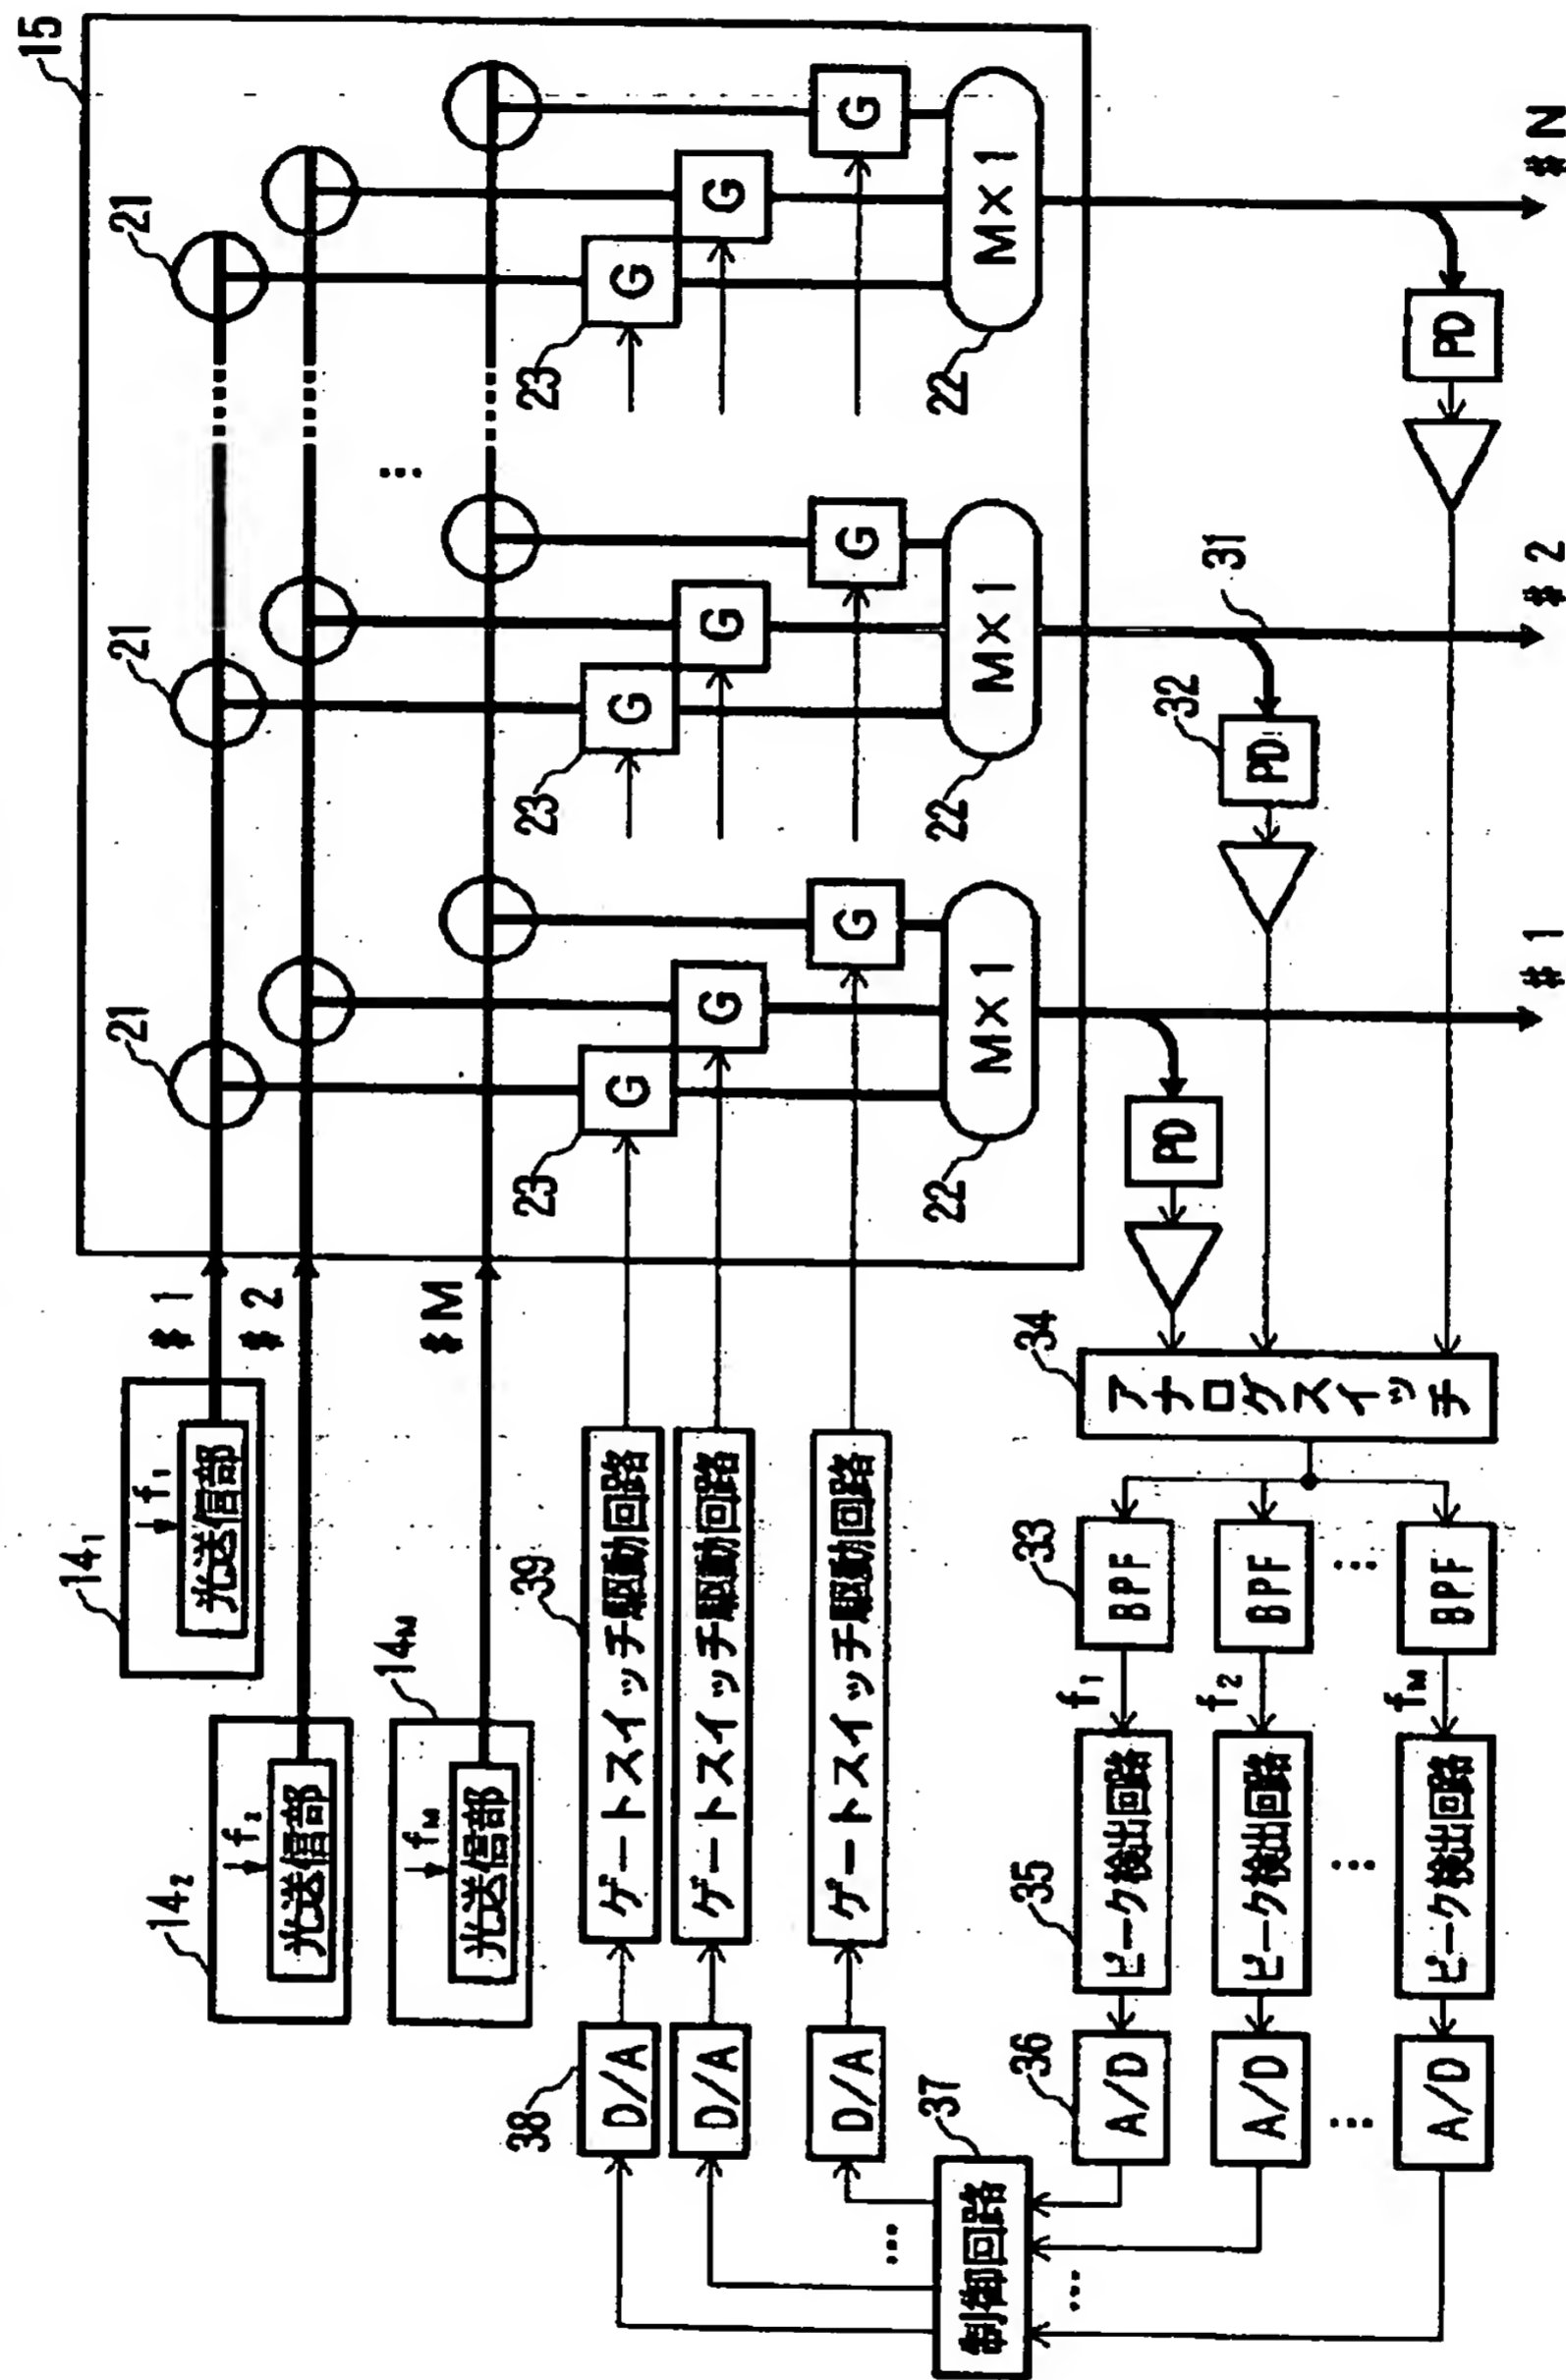 15
14₁
f₁
光送信部
# 1
21
21
21
14₂
f₂
光送信部
# 2
14M
fM
光送信部
# M
⋮
38
D/A
39
ゲートスイッチ駆動回路
23
G
23
G
23
G
D/A
ゲートスイッチ駆動回路
G
G
G
D/A
ゲートスイッチ駆動回路
G
G
G
…
37
制御回路
22
M×1
22
M×1
22
M×1
…
36
A/D
35
ピーク検出回路
f₁
33
BPF
34
アナログスイッチ
PD
32
PD
31
PD
A/D
ピーク検出回路
f₂
BPF
⋮
⋮
⋮
A/D
ピーク検出回路
fM
BPF
# 1
# 2
# N